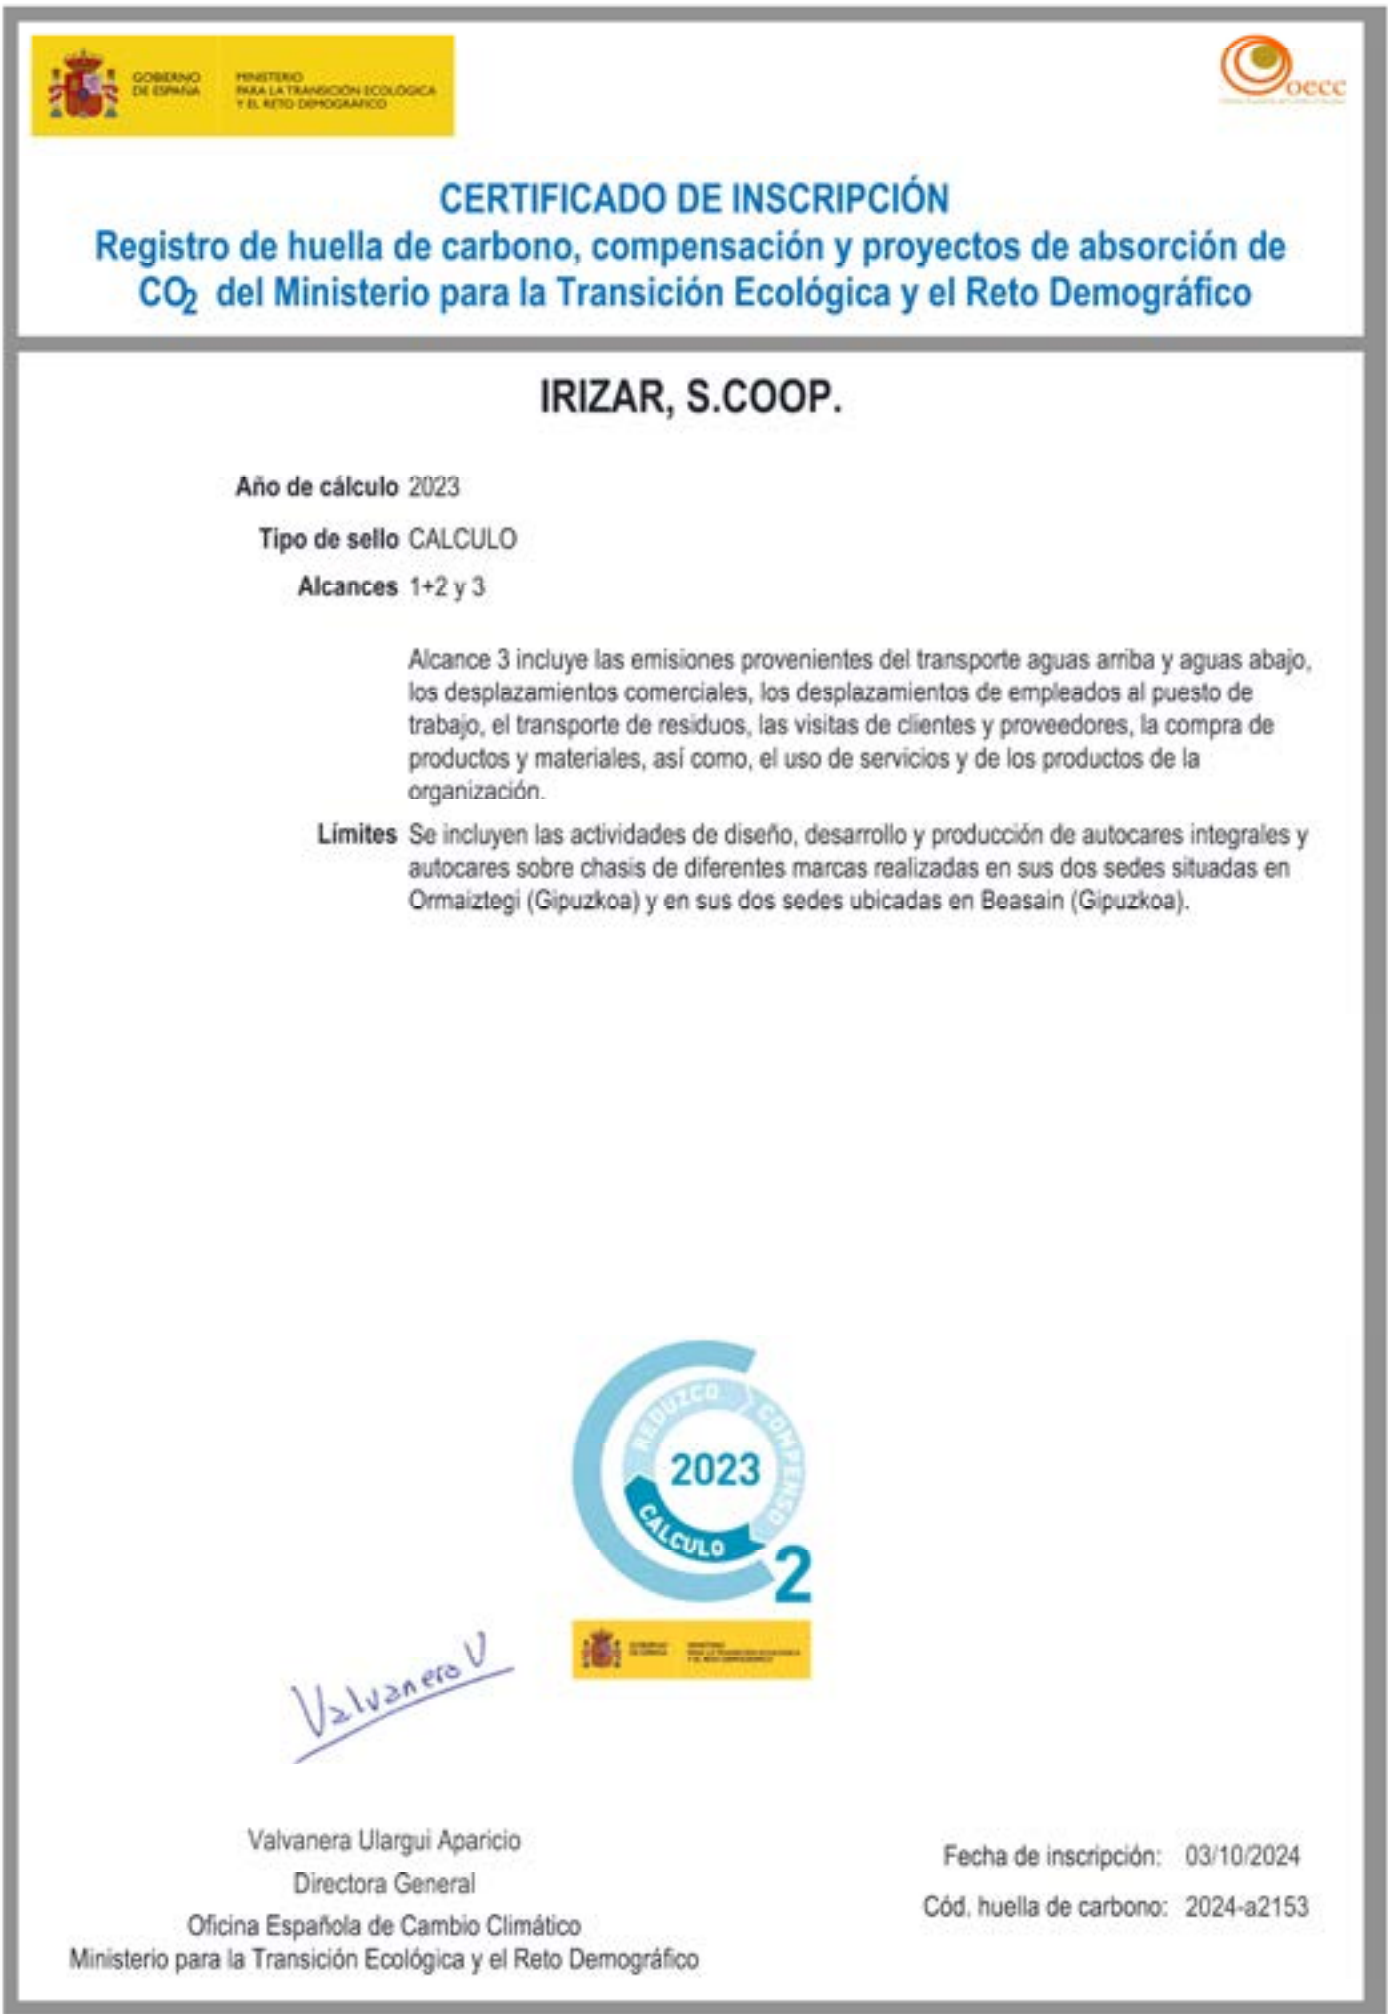 GOBIERNO
DE ESPAÑA
MINISTERIO
PARA LA TRANSICIÓN ECOLÓGICA
Y EL RETO DEMOGRÁFICO
oecc
CERTIFICADO DE INSCRIPCIÓN
Registro de huella de carbono, compensación y proyectos de absorción de
CO2 del Ministerio para la Transición Ecológica y el Reto Demográfico
IRIZAR, S.COOP.
Año de cálculo 2023
Tipo de sello CALCULO
Alcances 1+2 y 3
Alcance 3 incluye las emisiones provenientes del transporte aguas arriba y aguas abajo,
los desplazamientos comerciales, los desplazamientos de empleados al puesto de
trabajo, el transporte de residuos, las visitas de clientes y proveedores, la compra de
productos y materiales, así como, el uso de servicios y de los productos de la
organización.
Límites Se incluyen las actividades de diseño, desarrollo y producción de autocares integrales y
autocares sobre chasis de diferentes marcas realizadas en sus dos sedes situadas en
Ormaiztegi (Gipuzkoa) y en sus dos sedes ubicadas en Beasain (Gipuzkoa).
REDUZCO
COMPENSO
2023
CALCULO
2
Valvanera U
Valvanera Ulargui Aparicio
Directora General
Oficina Española de Cambio Climático
Ministerio para la Transición Ecológica y el Reto Demográfico
Fecha de inscripción: 03/10/2024
Cód. huella de carbono: 2024-a2153